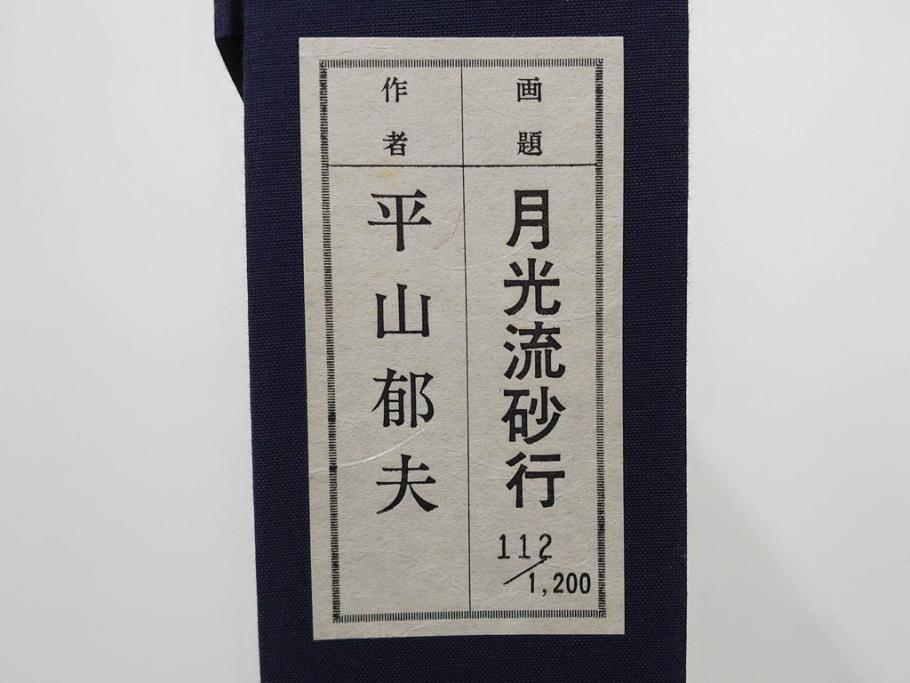 画題
月光流砂行
112/1,200
作者
平山郁夫